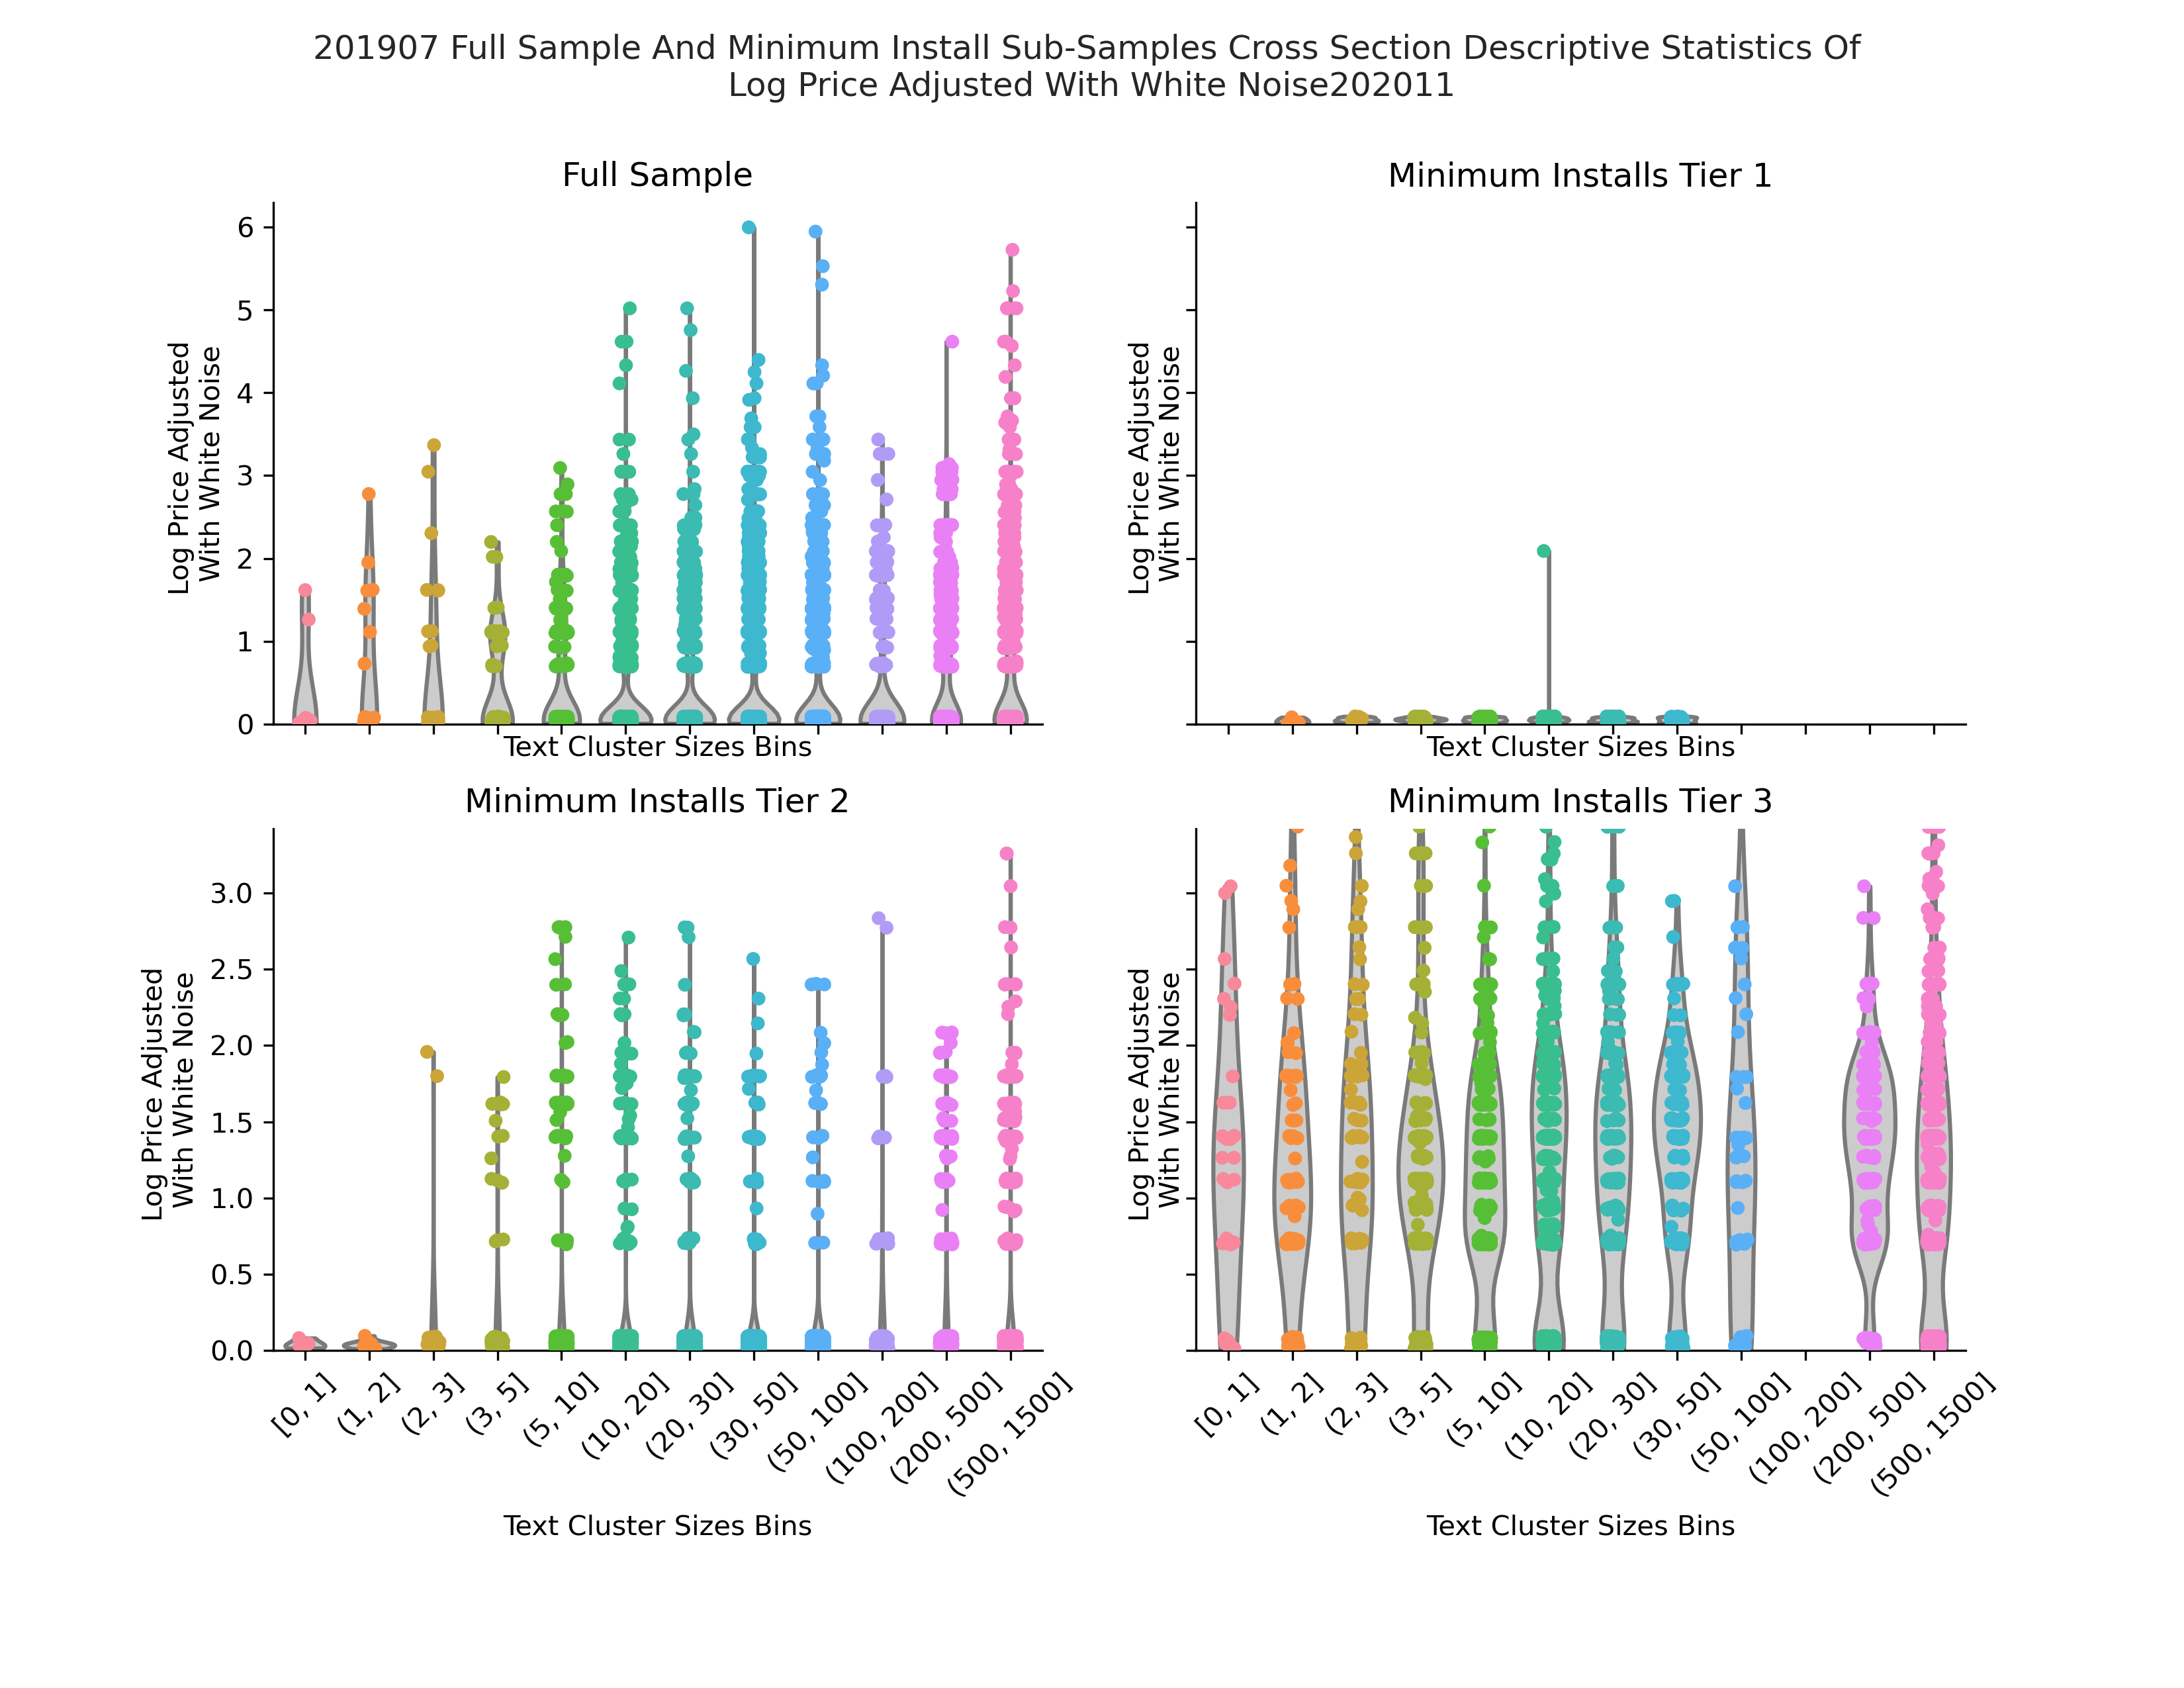 201907 Full Sample And Minimum Install Sub-Samples Cross Section Descriptive Statistics Of
Log Price Adjusted With White Noise202011
Full Sample
Log Price Adjusted
With White Noise
6
5
4
3
2
1
0
Text Cluster Sizes Bins
Minimum Installs Tier 1
Log Price Adjusted
With White Noise
Text Cluster Sizes Bins
Minimum Installs Tier 2
Log Price Adjusted
With White Noise
3.0
2.5
2.0
1.5
1.0
0.5
0.0
[0, 1]
(1, 2]
(2, 3]
(3, 5]
(5, 10]
(10, 20]
(20, 30]
(30, 50]
(50, 100]
(100, 200]
(200, 500]
(500, 1500]
Text Cluster Sizes Bins
Minimum Installs Tier 3
Log Price Adjusted
With White Noise
[0, 1]
(1, 2]
(2, 3]
(3, 5]
(5, 10]
(10, 20]
(20, 30]
(30, 50]
(50, 100]
(100, 200]
(200, 500]
(500, 1500]
Text Cluster Sizes Bins